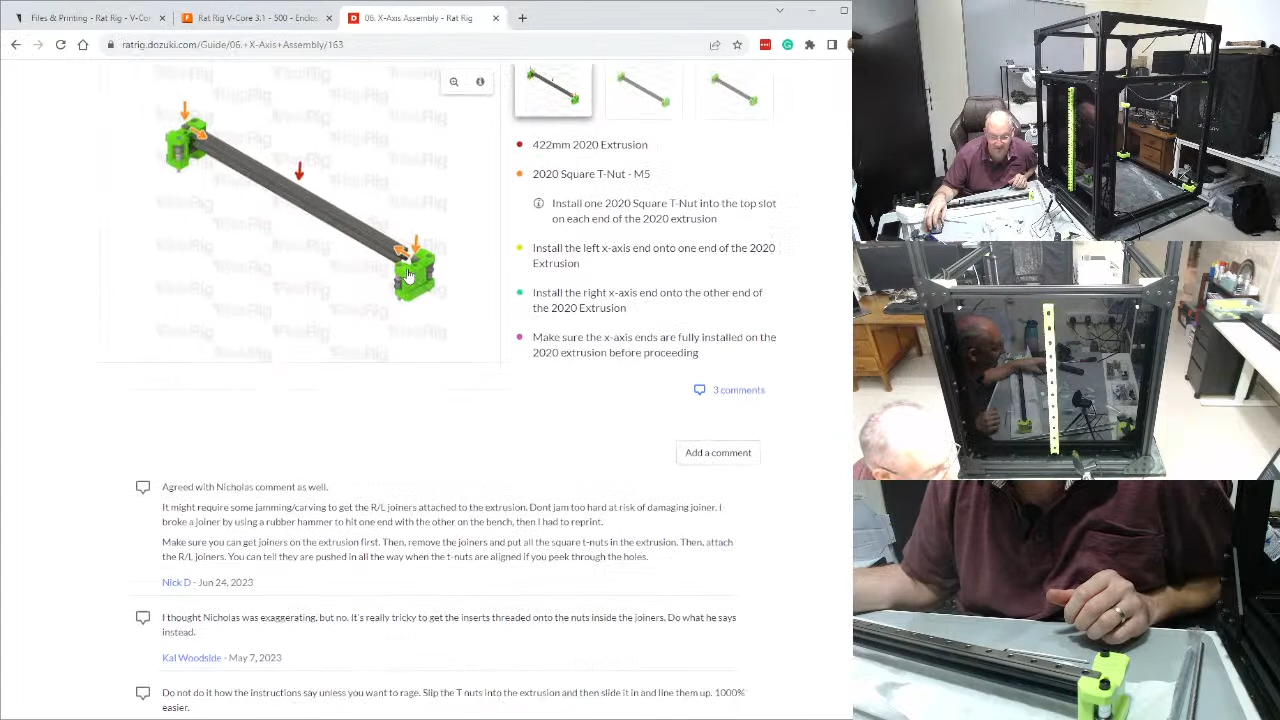 Files & Printing - Rat Rig V-Co
Rat Rig V-Core 3.1 - 500 - Enclos
06. X-Axis Assembly - Rat Rig
ratrig.dozuki.com/Guide/06.+X-Axis+Assembly/163
422mm 2020 Extrusion
2020 Square T-Nut - M5
Install one 2020 Square T-Nut into the top slot
on each end of the 2020 extrusion
Install the left x-axis end onto one end of the 2020
Extrusion
Install the right x-axis end onto the other end of
the 2020 Extrusion
Make sure the x-axis ends are fully installed on the
2020 extrusion before proceeding
3 comments
Add a comment
Agreed with Nicholas comment as well.
It might require some jamming/carving to get the R/L joiners attached to the extrusion. Dont jam too hard at risk of damaging joiner. I
broke a joiner by using a rubber hammer to hit one end with the other on the bench, then I had to reprint.
Make sure you can get joiners on the extrusion first. Then, remove the joiners and put all the square t-nuts in the extrusion. Then, attach
the R/L joiners. You can tell they are pushed in all the way when the t-nuts are aligned if you peek through the holes.
Nick D - Jun 24, 2023
I thought Nicholas was exaggerating, but no. It's really tricky to get the inserts threaded onto the nuts inside the joiners. Do what he says
instead.
Kal Woodside - May 7, 2023
Do not follow the instructions say unless you want to
Slip the T nuts into the extrusion and then slide it in and line them up. 1000%
easier.